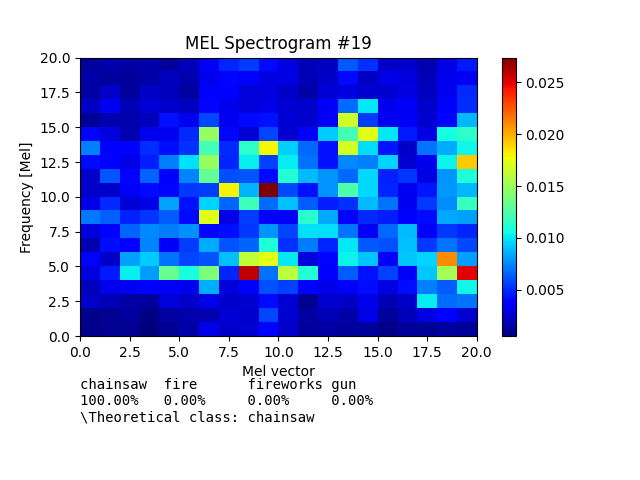 MEL Spectrogram #19
20.0
17.5
15.0
12.5
10.0
7.5
5.0
2.5
0.0
Frequency [Mel]
0.0 2.5 5.0 7.5 10.0 12.5 15.0 17.5 20.0
Mel vector
0.025
0.020
0.015
0.010
0.005
chainsaw fire fireworks gun
100.00% 0.00% 0.00% 0.00%
\Theoretical class: chainsaw